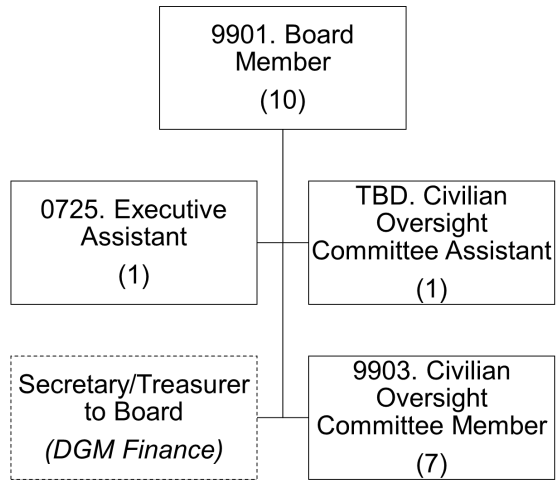 9901. Board
Member
(10)
0725. Executive
Assistant
(1)
TBD. Civilian
Oversight
Committee Assistant
(1)
Secretary/Treasurer
to Board
(DGM Finance)
9903. Civilian
Oversight
Committee Member
(7)